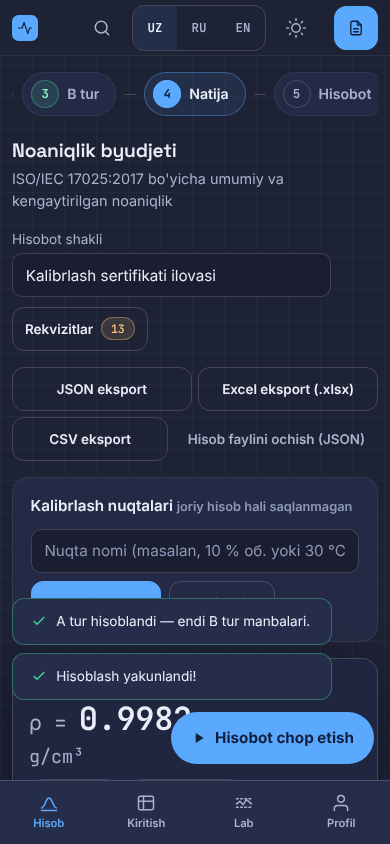 UZ RU EN
3 B tur 4 Natija 5 Hisobot
Noaniqlik byudjeti
ISO/IEC 17025:2017 bo'yicha umumiy va
kengaytirilgan noaniqlik
Hisobot shakli
Kalibrlash sertifikati ilovasi
Rekvizitlar 13
JSON eksport Excel eksport (.xlsx)
CSV eksport Hisob faylini ochish (JSON)
Kalibrlash nuqtalari joriy hisob hali saqlanmagan
Nuqta nomi (masalan, 10 % об. yoki 30 °C
A tur hisoblandi — endi B tur manbalari.
Hisoblash yakunlandi!
ρ = 0.9982
g/cm³
Hisobot chop etish
Hisob Kiritish Lab Profil